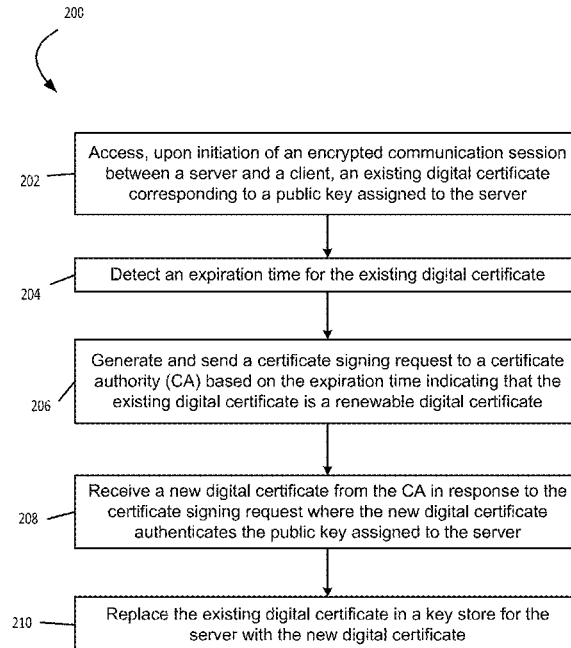 200
202
Access, upon initiation of an encrypted communication session
between a server and a client, an existing digital certificate
corresponding to a public key assigned to the server
204
Detect an expiration time for the existing digital certificate
206
Generate and send a certificate signing request to a certificate
authority (CA) based on the expiration time indicating that the
existing digital certificate is a renewable digital certificate
208
Receive a new digital certificate from the CA in response to the
certificate signing request where the new digital certificate
authenticates the public key assigned to the server
210
Replace the existing digital certificate in a key store for the
server with the new digital certificate